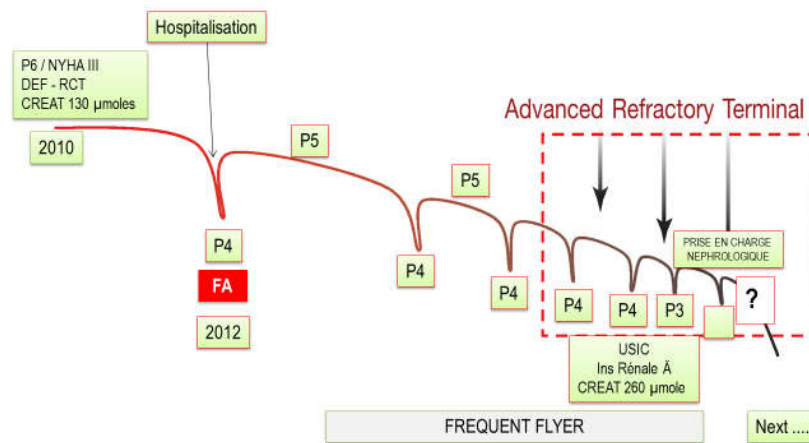 Hospitalisation
P6 / NYHA III
DEF - RCT
CREAT 130 µmoles
2010
P5
P5
Advanced Refractory Terminal
PRISE EN CHARGE
NEPHROLOGIQUE
P4
FA
2012
P4
P4
P4
P4
P3
?
USIC
Ins Rénale Ä
CREAT 260 µmole
FREQUENT FLYER
Next ....